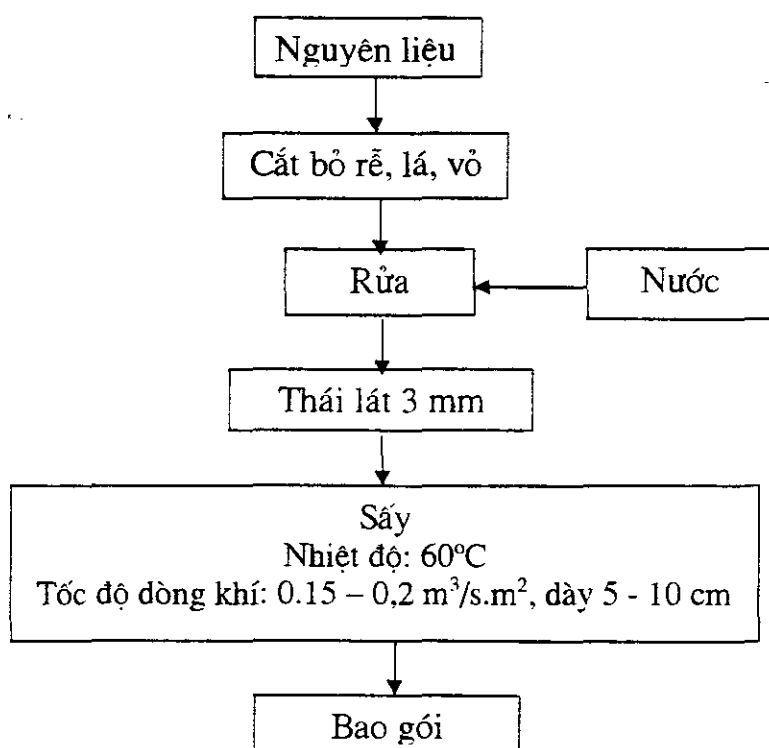 Nguyên liệu
Cắt bỏ rễ, lá, vỏ
Rửa
Nước
Thái lát 3 mm
Sấy
Nhiệt độ: 60°C
Tốc độ dòng khí: 0.15 – 0,2 m³/s.m², dày 5 - 10 cm
Bao gói